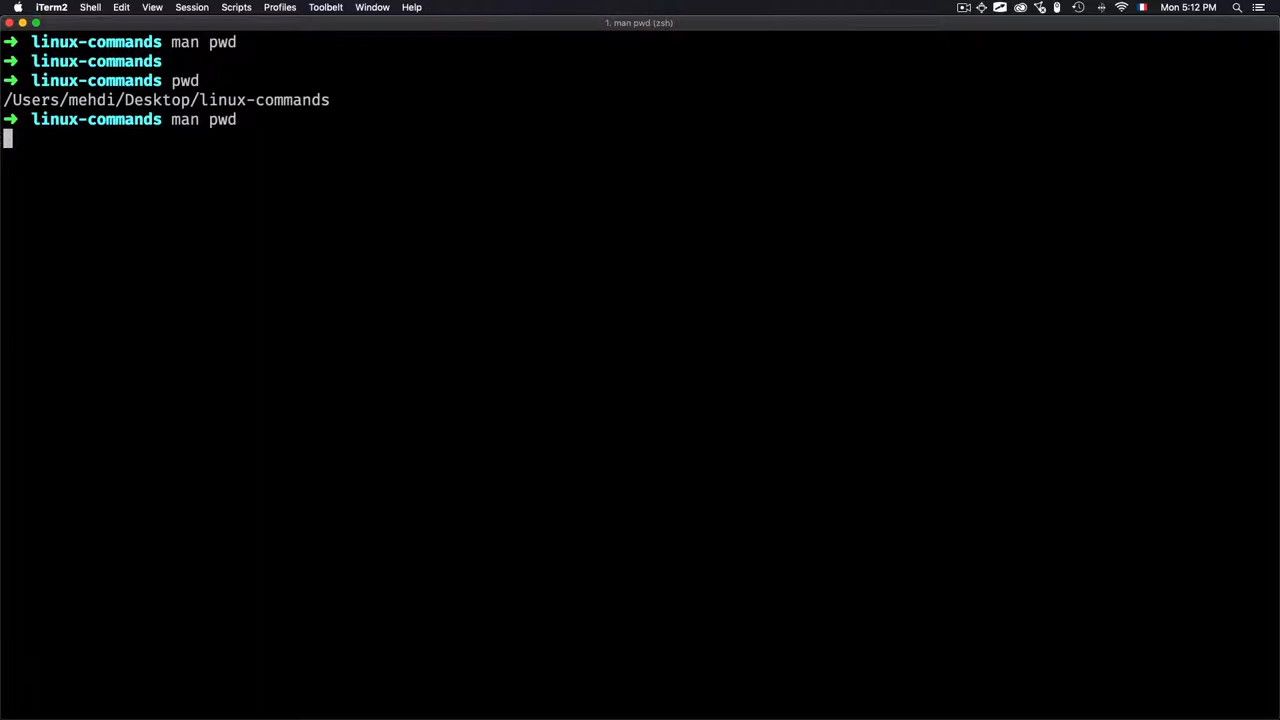 iTerm2 Shell Edit View Session Scripts Profiles Toolbelt Window Help Mon 5:12 PM
1. man pwd (zsh)
➜ linux-commands man pwd
➜ linux-commands
➜ linux-commands pwd
/Users/mehdi/Desktop/linux-commands
➜ linux-commands man pwd